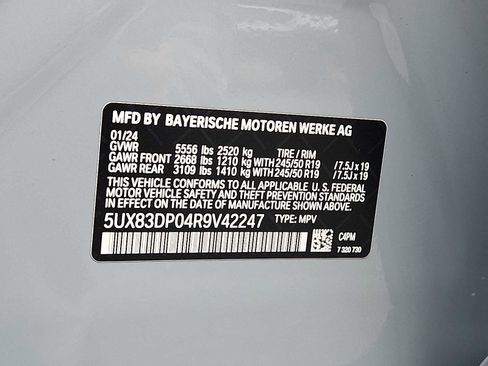 MFD BY BAYERISCHE MOTOREN WERKE AG
01/24
GVWR 5556 lbs 2520 kg TIRE / RIM
GAWR FRONT 2668 lbs 1210 kg WITH 245/50 R19 /7.5J x 19
GAWR REAR 3109 lbs 1410 kg WITH 245/50 R19 /7.5J x 19
THIS VEHICLE CONFORMS TO ALL APPLICABLE U.S. FEDERAL
MOTOR VEHICLE SAFETY AND THEFT PREVENTION STANDARDS
IN EFFECT ON THE DATE OF MANUFACTURE SHOWN ABOVE.
5UX83DP04R9V42247 TYPE: MPV
C4PM
7 320 730